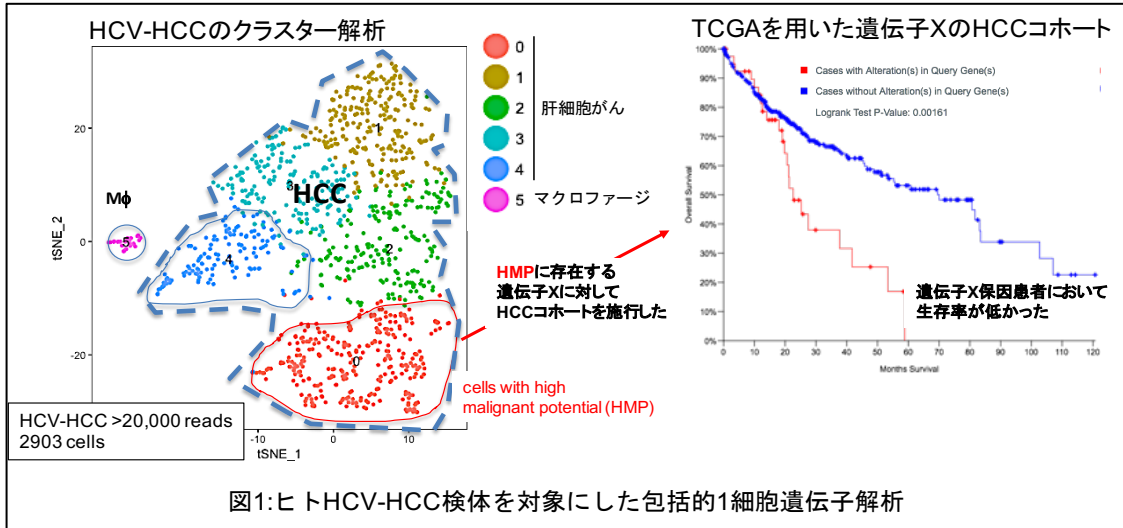 HCV-HCCのクラスター解析
TCGAを用いた遺伝子XのHCCコホート
tSNE_2
20
0
-20
-10
0
10
tSNE_1
Mϕ
5
4
3
HCC
1
2
0
0
1
2
3
4
5
肝細胞がん
マクロファージ
cells with high
malignant potential (HMP)
HCV-HCC >20,000 reads
2903 cells
HMPに存在する
遺伝子Xに対して
HCCコホートを施行した
Overall Survival
100%
90%
80%
70%
60%
50%
40%
30%
20%
10%
0%
0
10
20
30
40
50
60
70
80
90
100
110
120
Months Survival
Cases with Alteration(s) in Query Gene(s)
Cases without Alteration(s) in Query Gene(s)
Logrank Test P-Value: 0.00161
遺伝子X保因患者において
生存率が低かった
図1:ヒトHCV-HCC検体を対象にした包括的1細胞遺伝子解析